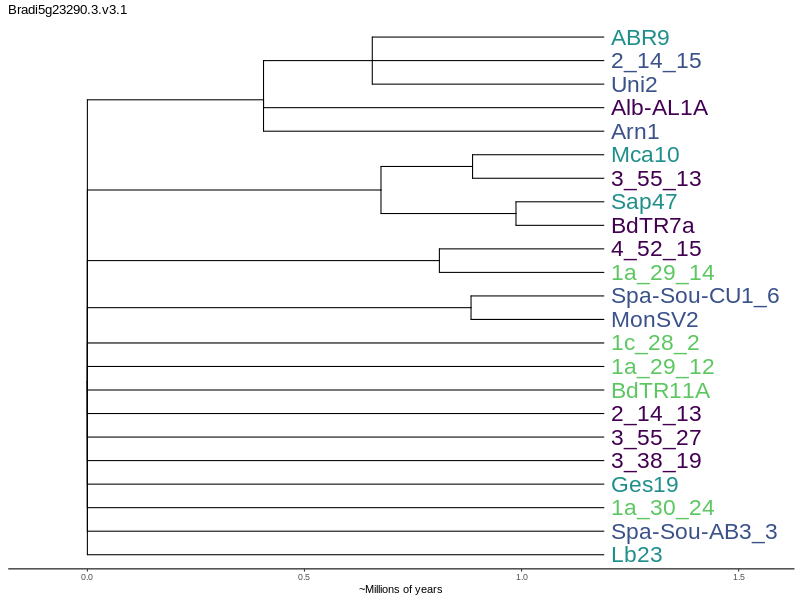 Bradi5g23290.3.v3.1
ABR9
2_14_15
Uni2
Alb-AL1A
Arn1
Mca10
3_55_13
Sap47
BdTR7a
4_52_15
1a_29_14
Spa-Sou-CU1_6
MonSV2
1c_28_2
1a_29_12
BdTR11A
2_14_13
3_55_27
3_38_19
Ges19
1a_30_24
Spa-Sou-AB3_3
Lb23
0.0 0.5 1.0 1.5
~Millions of years